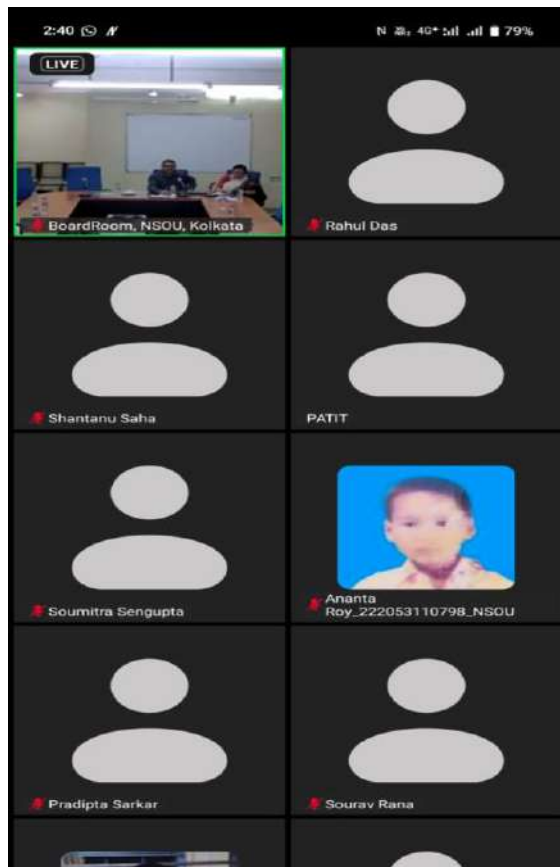 2:40
N 4G+ 79%
LIVE
BoardRoom, NSOU, Kolkata
Rahul Das
Shantanu Saha
PATIT
Soumitra Sengupta
Ananta
Roy_222053110798_NSOU
Pradipta Sarkar
Sourav Rana